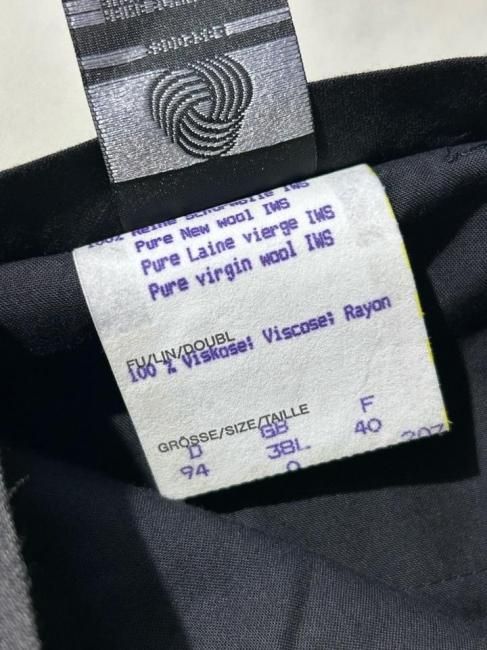 Pure New wool IWS
Pure Laine vierge IWS
Pure virgin wool IWS
FU/LIN/DOUBL
100 % Viskose; Viscose; Rayon
GRÖSSE/SIZE/TAILLE
D GB F
94 38L 40